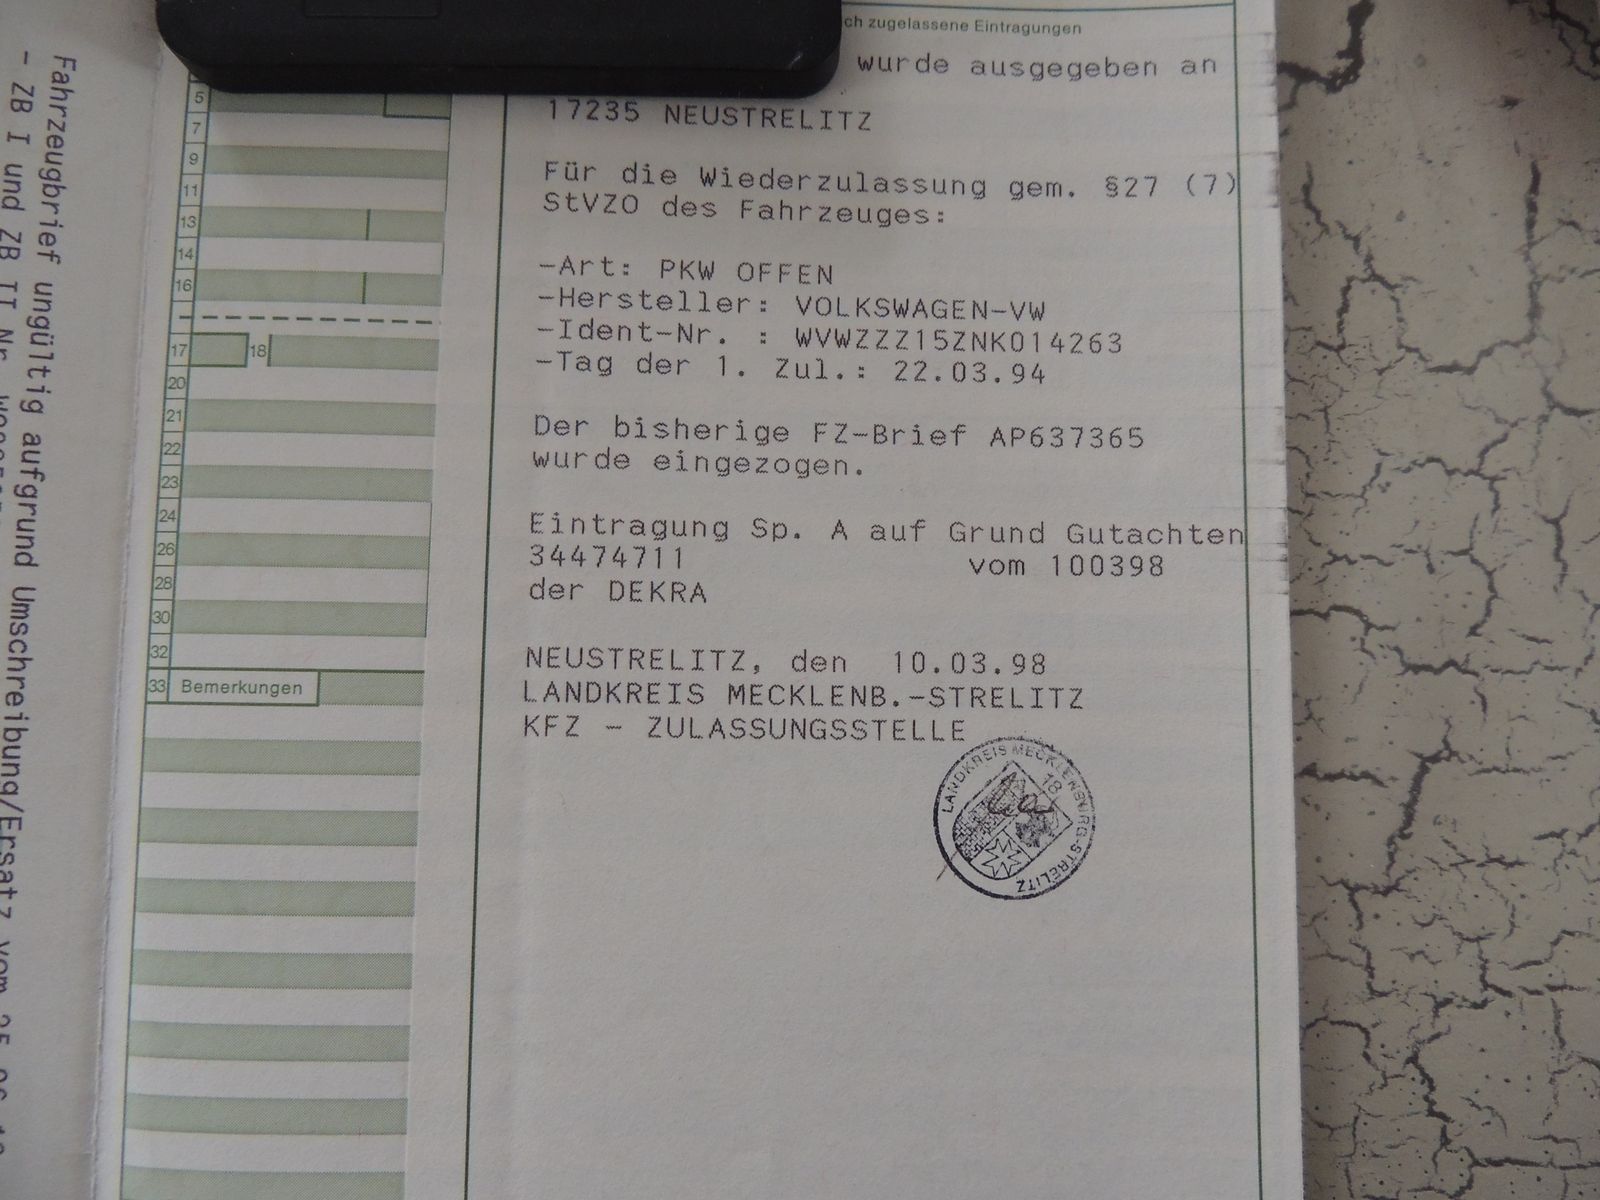 Fahrzeugbrief ungültig aufgrund Umschreibung/Ersatz vom
- ZB I und ZB II Nr.
5
7
9
11
13
14
16
17 18
20
21
22
23
24
26
28
30
32
33 Bemerkungen
ch zugelassene Eintragungen
wurde ausgegeben an
17235 NEUSTRELITZ
Für die Wiederzulassung gem. §27 (7)
StVZO des Fahrzeuges:
-Art: PKW OFFEN
-Hersteller: VOLKSWAGEN-VW
-Ident-Nr. : WVWZZZ15ZNK014263
-Tag der 1. Zul.: 22.03.94
Der bisherige FZ-Brief AP637365
wurde eingezogen.
Eintragung Sp. A auf Grund Gutachten
34474711 vom 100398
der DEKRA
NEUSTRELITZ, den 10.03.98
LANDKREIS MECKLENB.-STRELITZ
KFZ - ZULASSUNGSSTELLE
LANDKREIS MECKLENBURG-STRELITZ
18